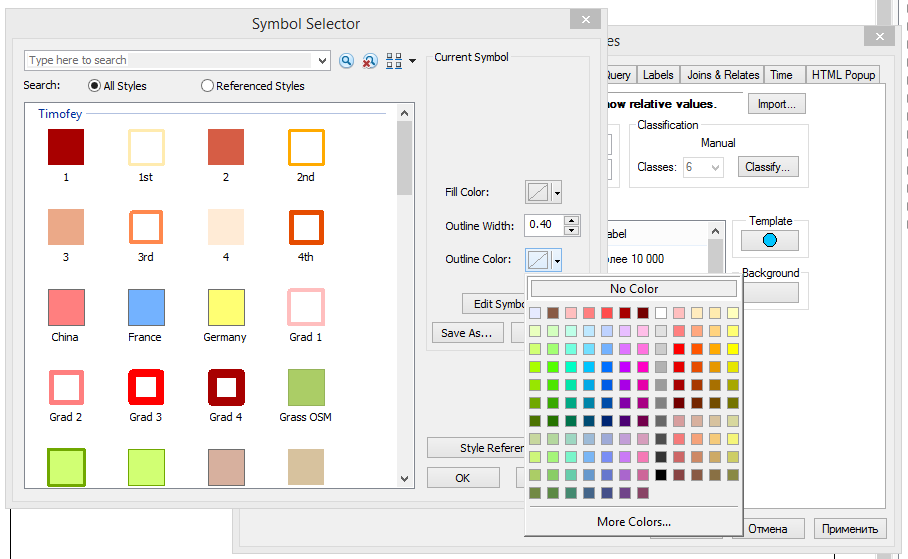 Symbol Selector
Type here to search
Search:
All Styles
Referenced Styles
Timofey
1
1st
2
2nd
3
3rd
4
4th
China
France
Germany
Grad 1
Grad 2
Grad 3
Grad 4
Grass OSM
Current Symbol
Fill Color:
Outline Width:
0.40
Outline Color:
Edit Symbo
Save As...
Style Referen
OK
No Color
More Colors...
es
Query
Labels
Joins & Relates
Time
HTML Popup
ow relative values.
Import...
Classification
Manual
Classes:
6
Classify...
abel
олее 10 000
Template
Background
Отмена
Применить